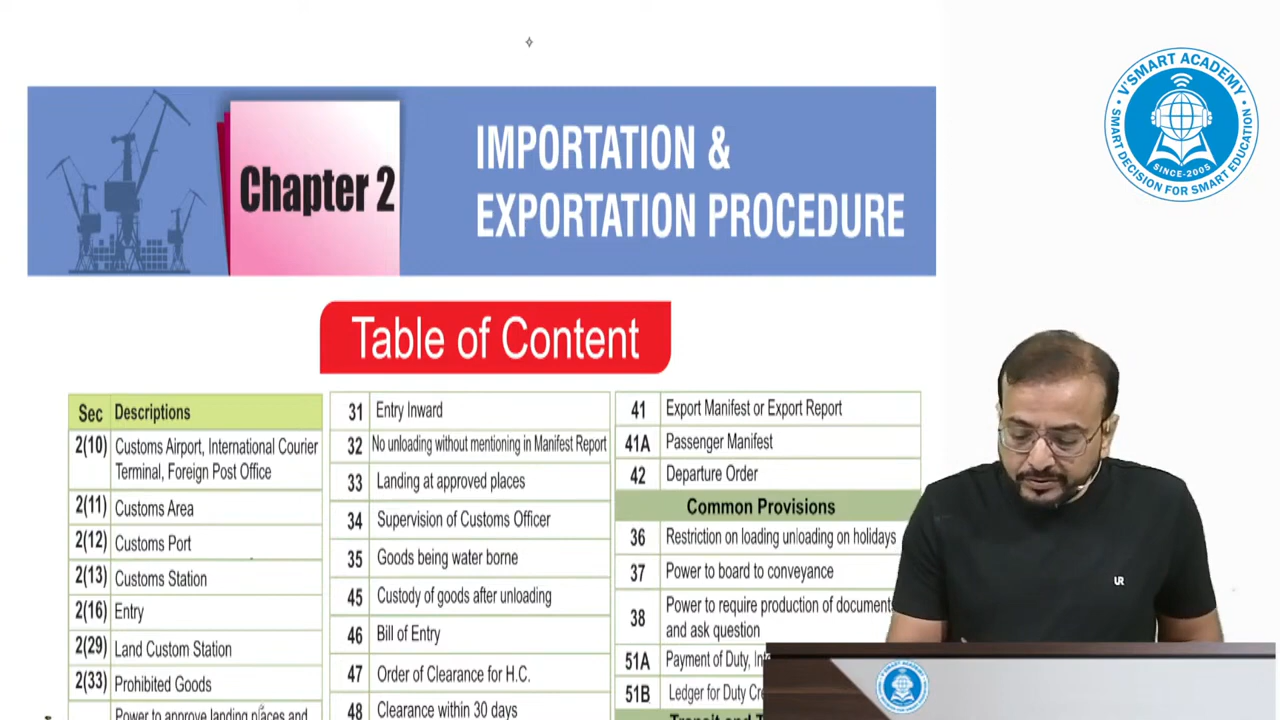 Chapter 2
IMPORTATION &
EXPORTATION PROCEDURE
Table of Content
Sec Descriptions
2(10) Customs Airport, International Courier
Terminal, Foreign Post Office
2(11) Customs Area
2(12) Customs Port
2(13) Customs Station
2(16) Entry
2(29) Land Custom Station
2(33) Prohibited Goods
Power to approve landing places and
31 Entry Inward
32 No unloading without mentioning in Manifest Report
33 Landing at approved places
34 Supervision of Customs Officer
35 Goods being water borne
45 Custody of goods after unloading
46 Bill of Entry
47 Order of Clearance for H.C.
48 Clearance within 30 days
41 Export Manifest or Export Report
41A Passenger Manifest
42 Departure Order
Common Provisions
36 Restriction on loading unloading on holidays
37 Power to board to conveyance
38 Power to require production of document
and ask question
51A Payment of Duty,
51B Ledger for Duty
V'SMART ACADEMY
SINCE-2005
SMART DECISION FOR SMART EDUCATION
UR